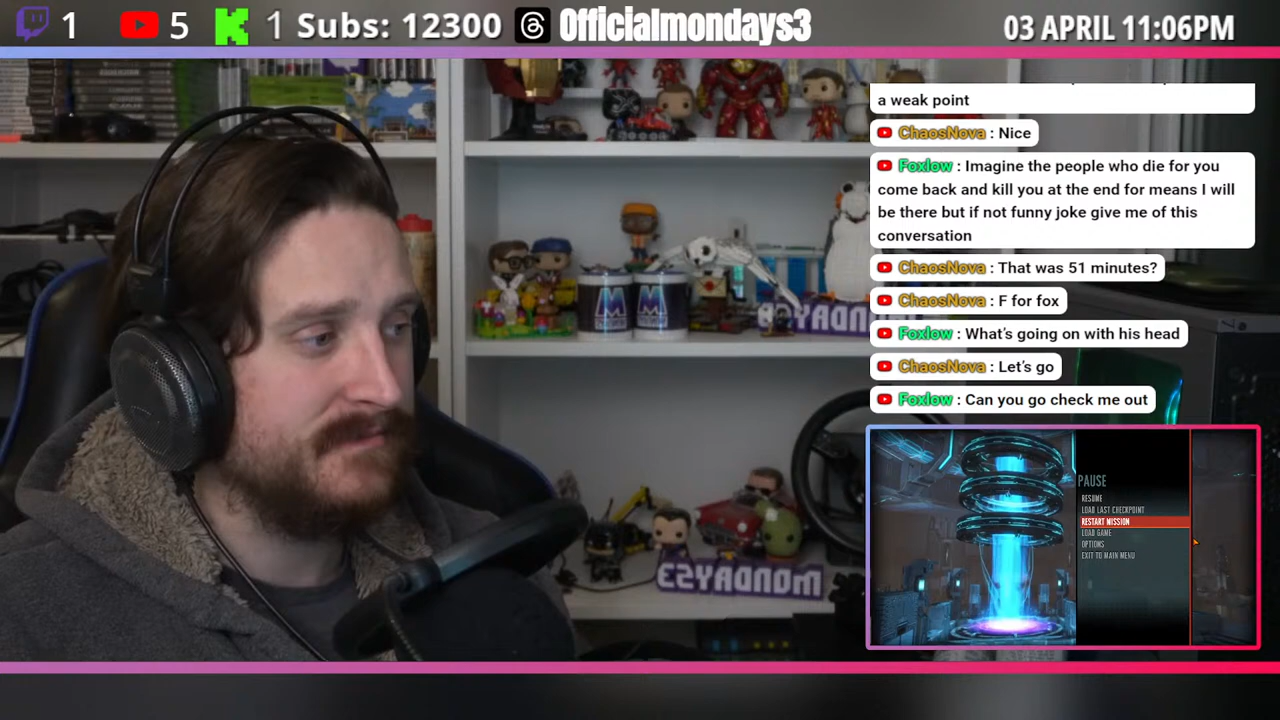 1 5 1 Subs: 12300 Officialmondays3 03 APRIL 11:06PM
a weak point
ChaosNova : Nice
Foxlow : Imagine the people who die for you
come back and kill you at the end for means I will
be there but if not funny joke give me of this
conversation
ChaosNova : That was 51 minutes?
ChaosNova : F for fox
Foxlow : What's going on with his head
ChaosNova : Let's go
Foxlow : Can you go check me out
PAUSE
RESUME
LOAD LAST CHECKPOINT
RESTART MISSION
LOAD GAME
OPTIONS
EXIT TO MAIN MENU
M M
MONDAYS3